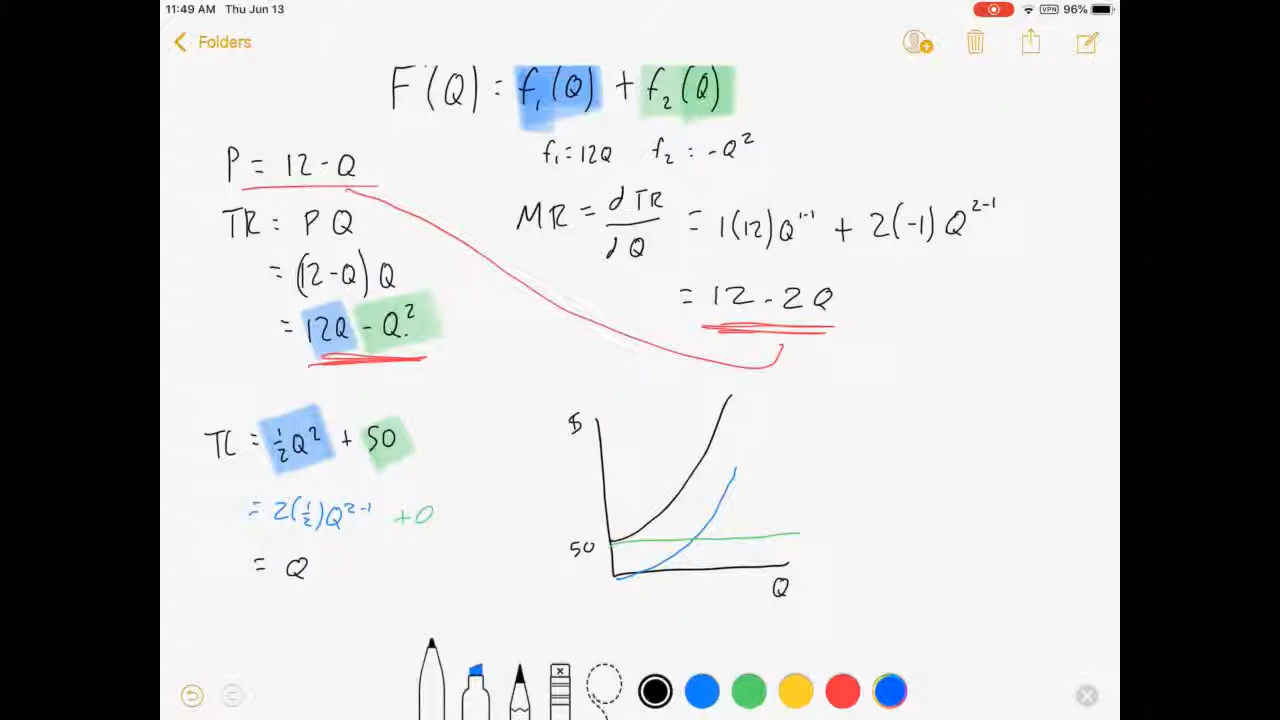 11:49 AM Thu Jun 13
VPN 96%
Folders
F(Q) = f₁(Q) + f₂(Q)
f₁ = 12Q f₂ = -Q²
P = 12 - Q
TR = PQ
= (12-Q) Q
= 12Q - Q²
MR = dTR/dQ = 1(12)Q¹⁻¹ + 2(-1)Q²⁻¹
= 12 - 2Q
TC = ½Q² + 50
= 2(½)Q²⁻¹ + 0
= Q
$
50
Q